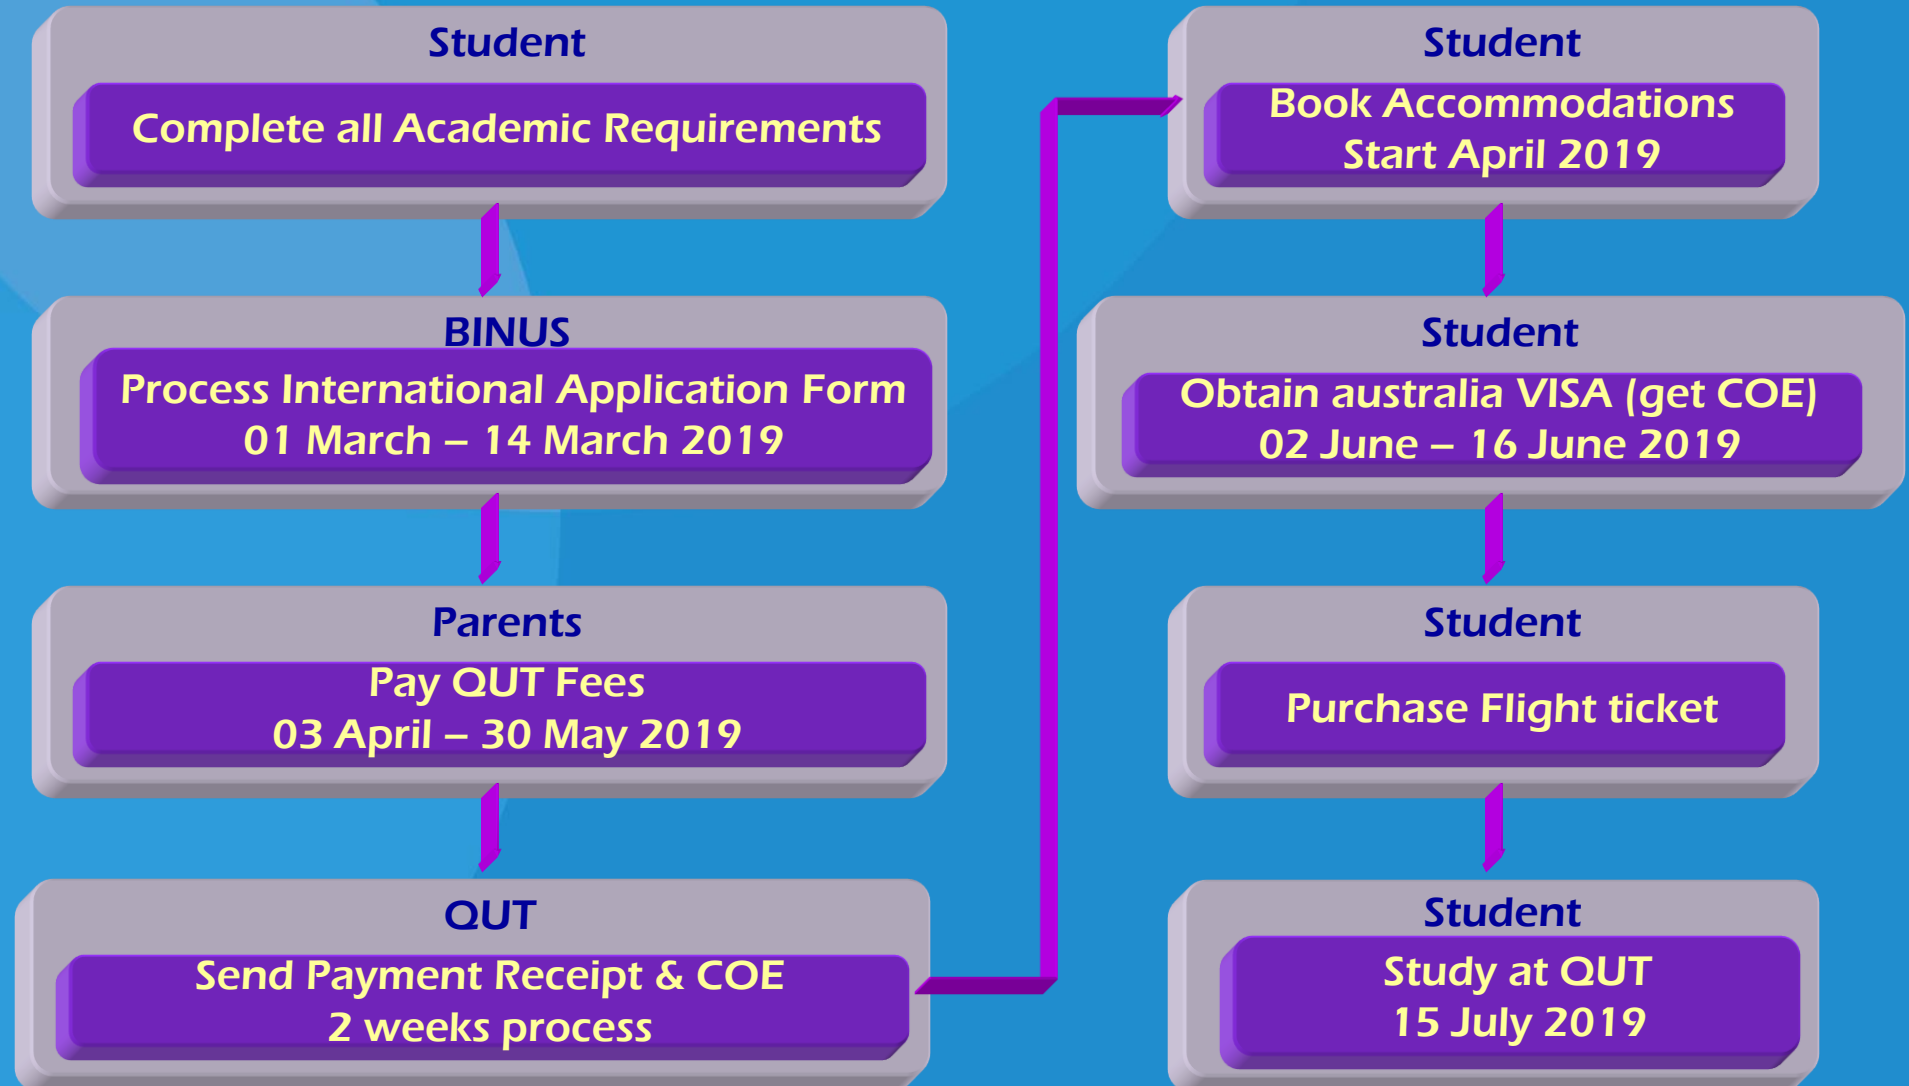 Student
Complete all Academic Requirements
BINUS
Process International Application Form
01 March – 14 March 2019
Parents
Pay QUT Fees
03 April – 30 May 2019
QUT
Send Payment Receipt & COE
2 weeks process
Student
Book Accommodations
Start April 2019
Student
Obtain australia VISA (get COE)
02 June – 16 June 2019
Student
Purchase Flight ticket
Student
Study at QUT
15 July 2019